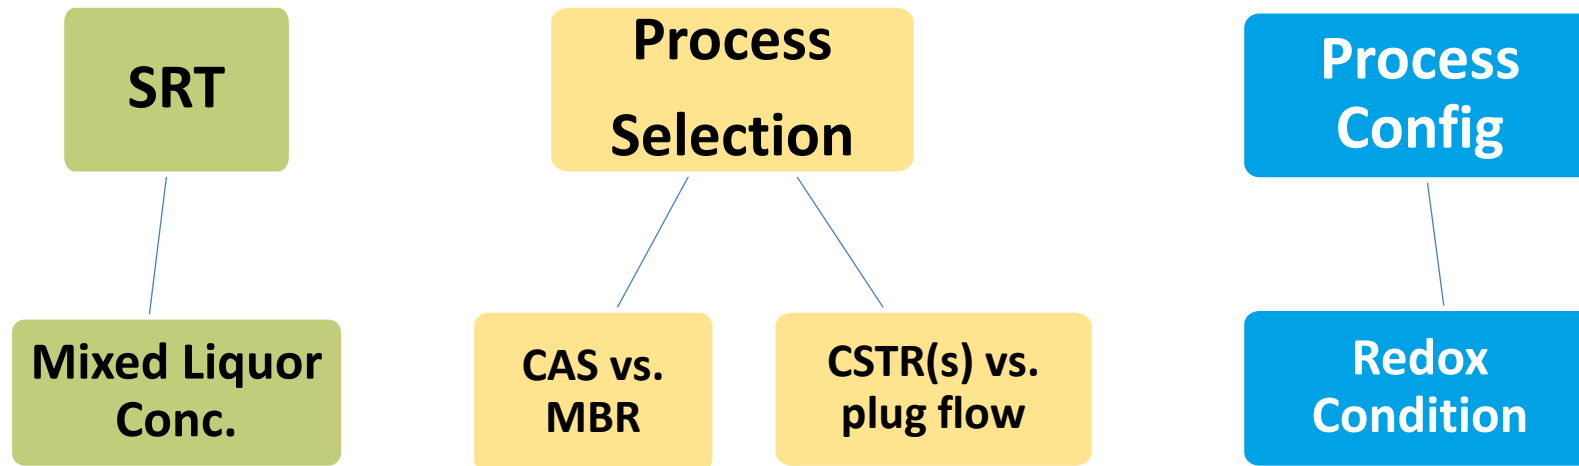 SRT
Process
Selection
Process
Config
Mixed Liquor
Conc.
CAS vs.
MBR
CSTR(s) vs.
plug flow
Redox
Condition